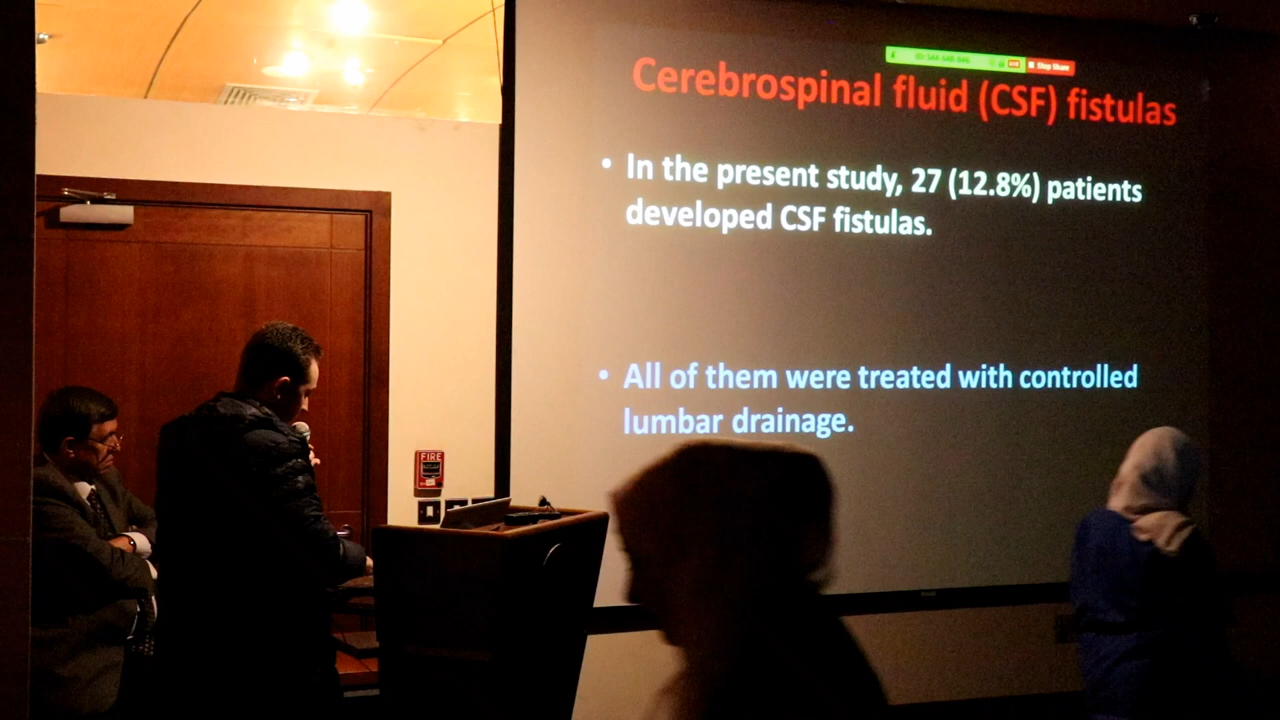 Stop Share
Cerebrospinal fluid (CSF) fistulas
• In the present study, 27 (12.8%) patients
developed CSF fistulas.
• All of them were treated with controlled
lumbar drainage.
FIRE